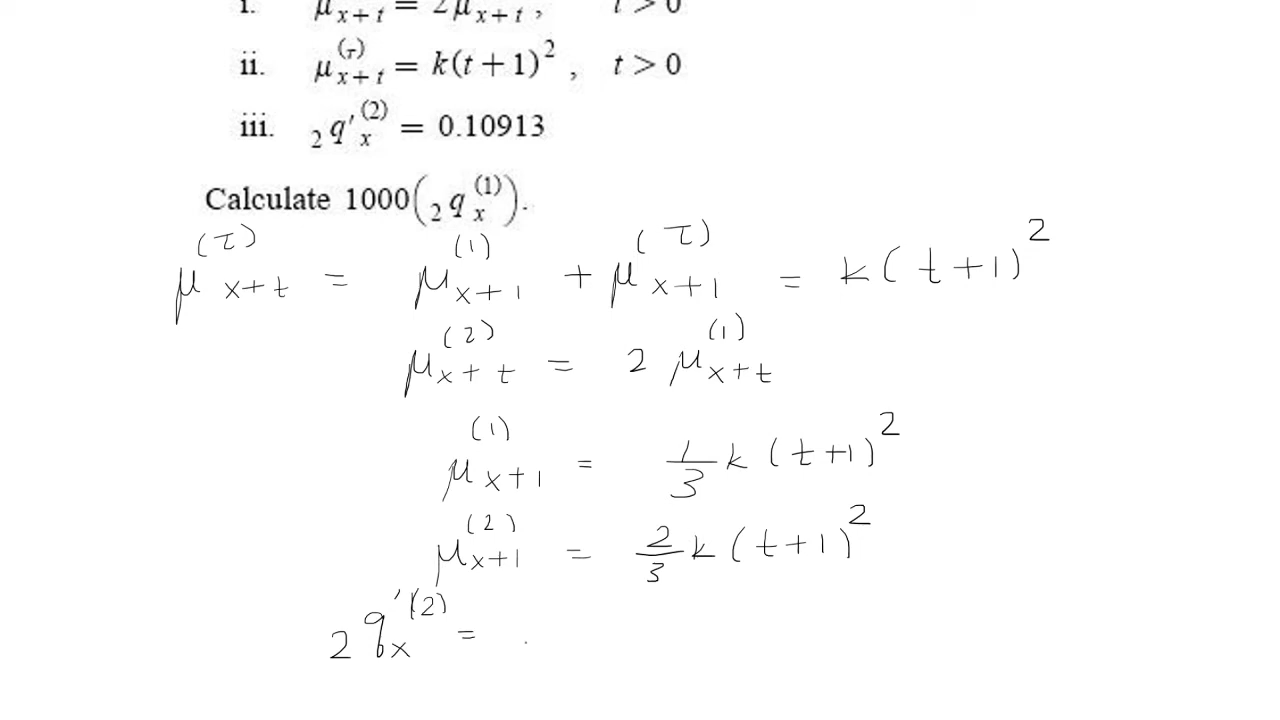 i. μ_{x+t} = 2μ_{x+t}, t > 0
ii. μ^{(τ)}_{x+t} = k(t+1)^2, t > 0
iii. _2q'^{(2)}_x = 0.10913
Calculate 1000(_2q^{(1)}_x).
μ^{(τ)}_{x+t} = μ^{(1)}_{x+1} + μ^{(τ)}_{x+1} = k(t+1)^2
μ^{(2)}_{x+t} = 2 μ^{(1)}_{x+t}
μ^{(1)}_{x+1} = 1/3 k(t+1)^2
μ^{(2)}_{x+1} = 2/3 k(t+1)^2
_2q'^{(2)}_x =